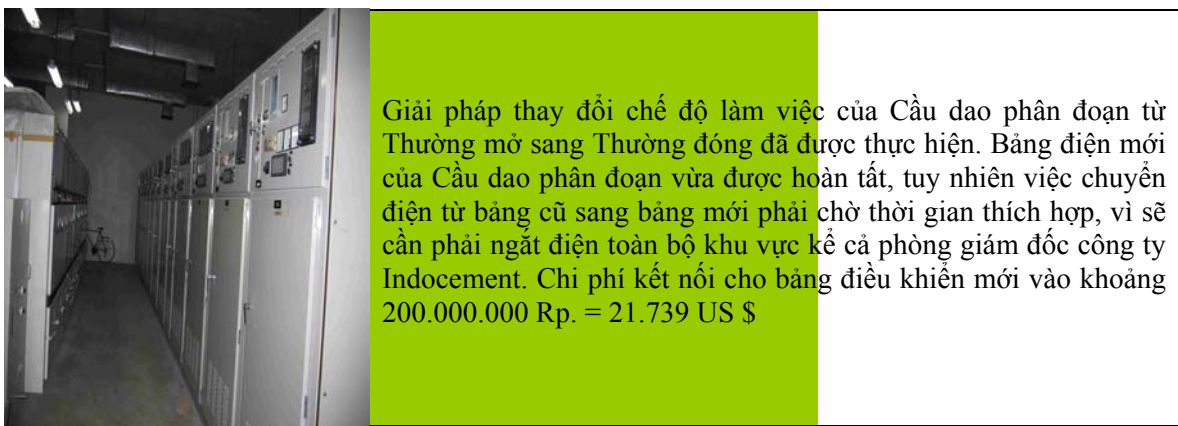 Giải pháp thay đổi chế độ làm việc của Cầu dao phân đoạn từ
Thường mở sang Thường đóng đã được thực hiện. Bảng điện mới
của Cầu dao phân đoạn vừa được hoàn tất, tuy nhiên việc chuyển
điện từ bảng cũ sang bảng mới phải chờ thời gian thích hợp, vì sẽ
cần phải ngắt điện toàn bộ khu vực kể cả phòng giám đốc công ty
Indocement. Chi phí kết nối cho bảng điều khiển mới vào khoảng
200.000.000 Rp. = 21.739 US $